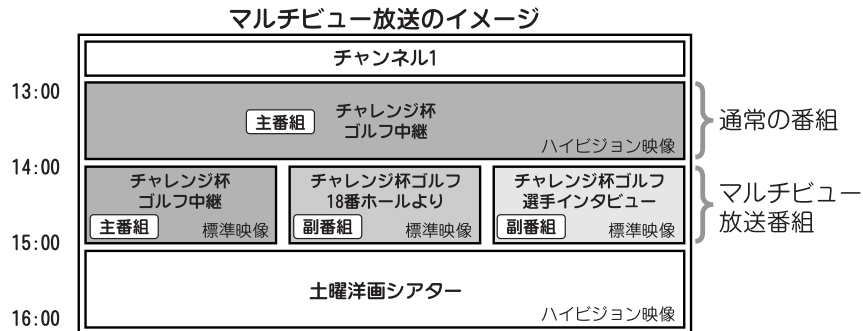 マルチビュー放送のイメージ
チャンネル1
13:00
主番組
チャレンジ杯
ゴルフ中継
ハイビジョン映像
通常の番組
14:00
チャレンジ杯
ゴルフ中継
主番組
標準映像
チャレンジ杯ゴルフ
18番ホールより
副番組
標準映像
チャレンジ杯ゴルフ
選手インタビュー
副番組
標準映像
マルチビュー
放送番組
15:00
土曜洋画シアター
ハイビジョン映像
16:00